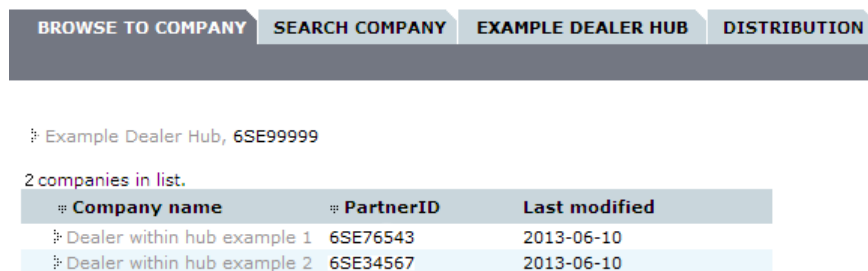 BROWSE TO COMPANY SEARCH COMPANY EXAMPLE DEALER HUB DISTRIBUTION
Example Dealer Hub, 6SE99999
2 companies in list.
Company name PartnerID Last modified
Dealer within hub example 1 6SE76543 2013-06-10
Dealer within hub example 2 6SE34567 2013-06-10